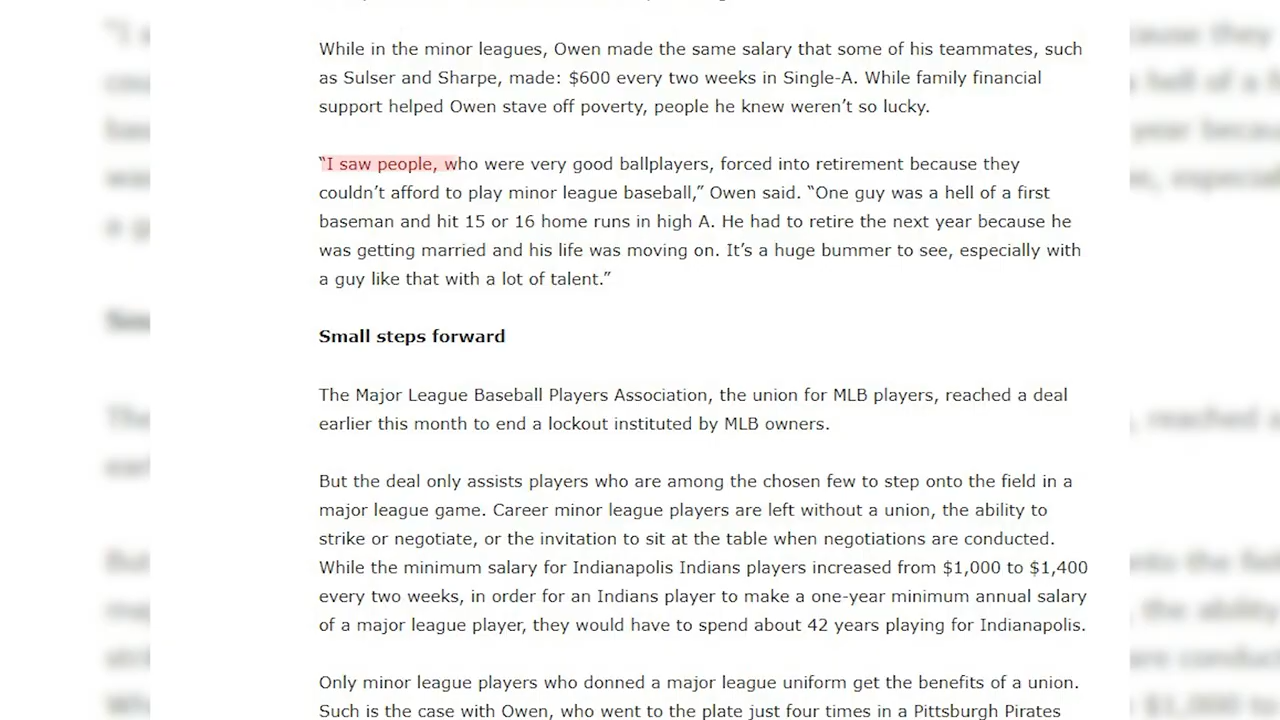 While in the minor leagues, Owen made the same salary that some of his teammates, such
as Sulser and Sharpe, made: $600 every two weeks in Single-A. While family financial
support helped Owen stave off poverty, people he knew weren’t so lucky.
“I saw people, who were very good ballplayers, forced into retirement because they
couldn’t afford to play minor league baseball,” Owen said. “One guy was a hell of a first
baseman and hit 15 or 16 home runs in high A. He had to retire the next year because he
was getting married and his life was moving on. It’s a huge bummer to see, especially with
a guy like that with a lot of talent.”
Small steps forward
The Major League Baseball Players Association, the union for MLB players, reached a deal
earlier this month to end a lockout instituted by MLB owners.
But the deal only assists players who are among the chosen few to step onto the field in a
major league game. Career minor league players are left without a union, the ability to
strike or negotiate, or the invitation to sit at the table when negotiations are conducted.
While the minimum salary for Indianapolis Indians players increased from $1,000 to $1,400
every two weeks, in order for an Indians player to make a one-year minimum annual salary
of a major league player, they would have to spend about 42 years playing for Indianapolis.
Only minor league players who donned a major league uniform get the benefits of a union.
Such is the case with Owen, who went to the plate just four times in a Pittsburgh Pirates